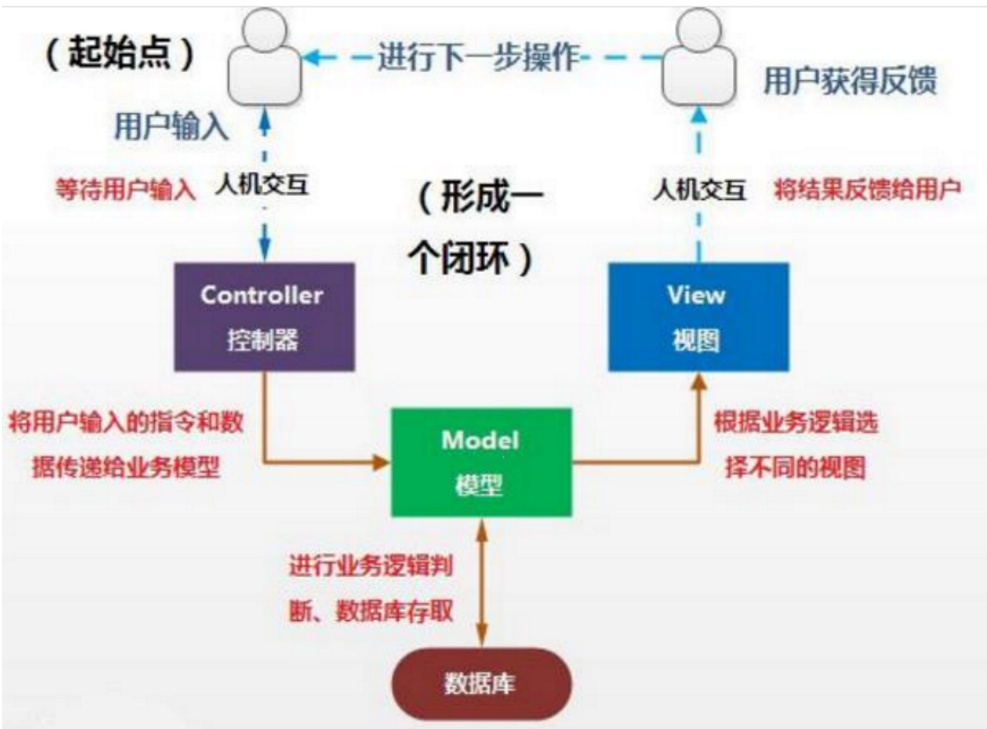 （起始点）
进行下一步操作
用户获得反馈
用户输入
等待用户输入
人机交互
（形成一
个闭环）
人机交互
将结果反馈给用户
Controller
控制器
View
视图
将用户输入的指令和数
据传递给业务模型
Model
模型
根据业务逻辑选
择不同的视图
进行业务逻辑判
断、数据库存取
数据库